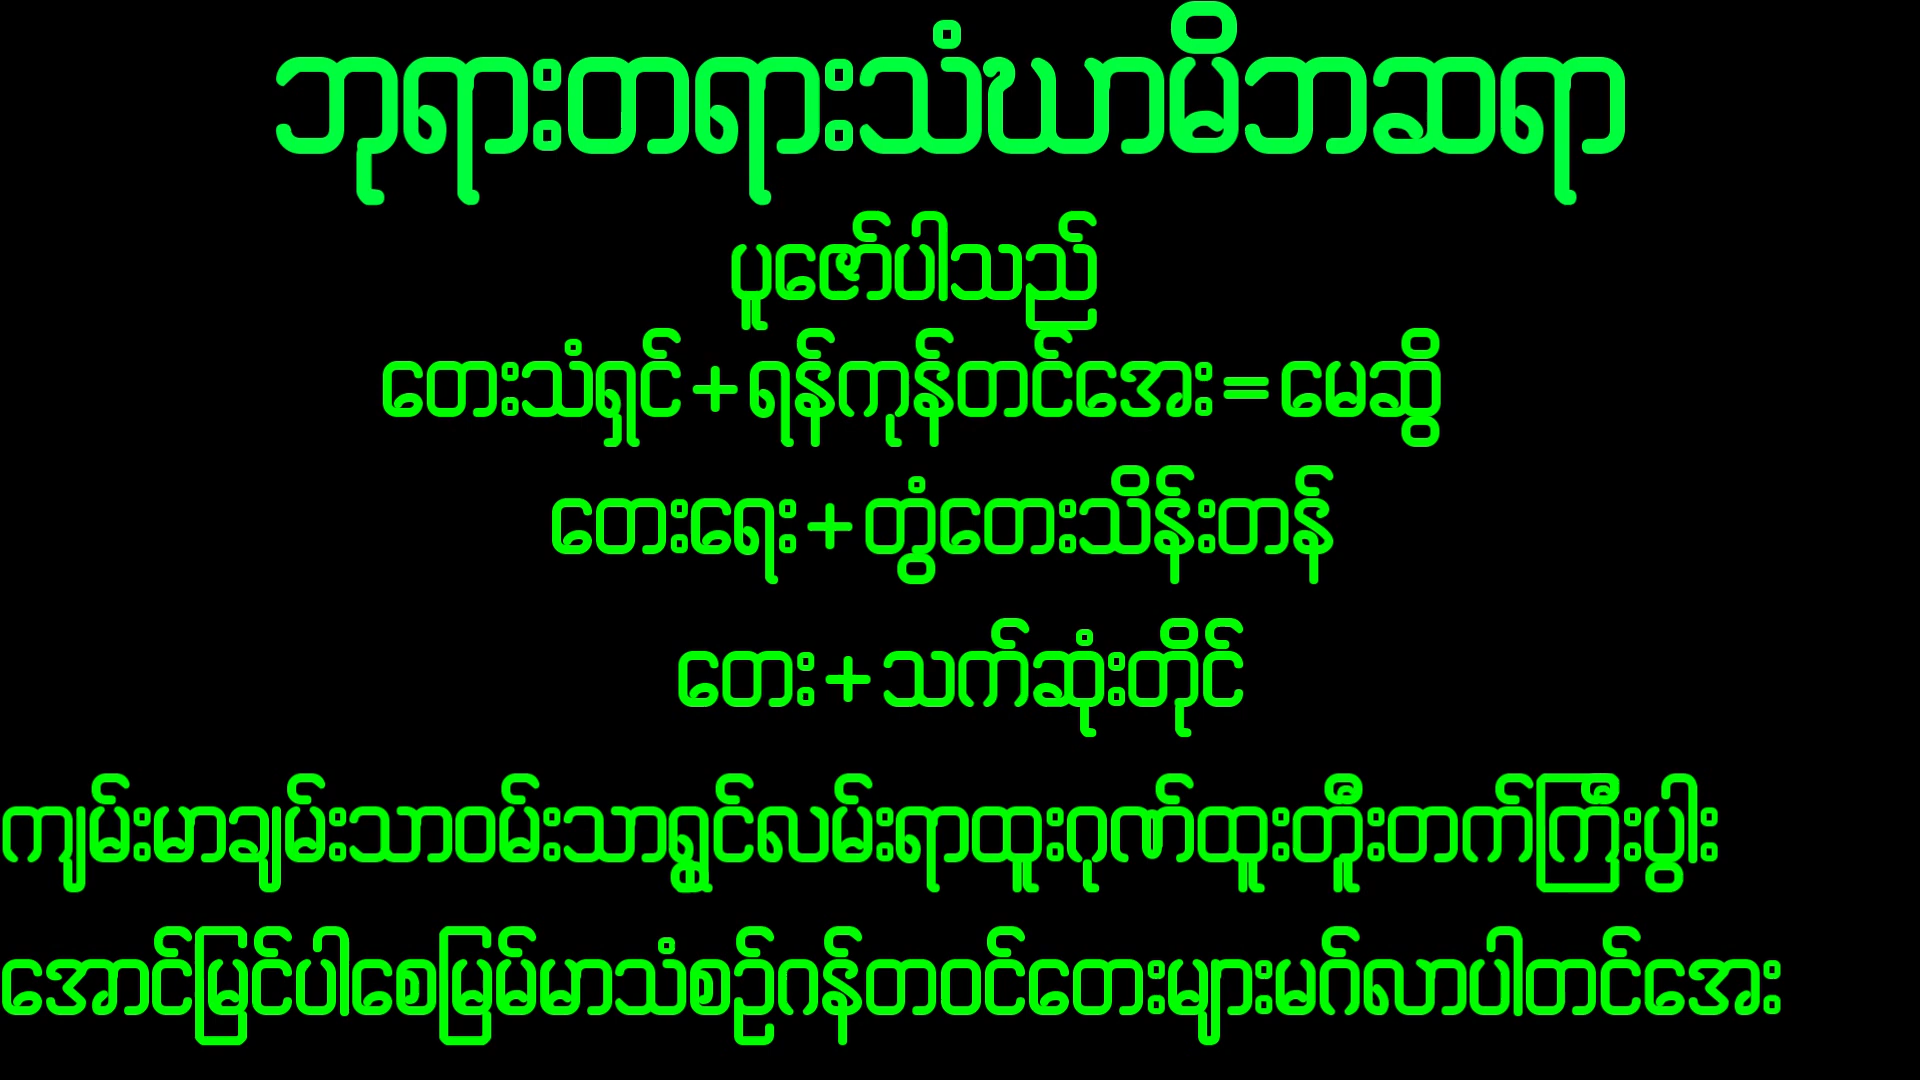 ဘုရားတရားသံဃာမိဘဆရာ
ပူဇော်ပါသည်
တေးသံရှင်+ရန်ကုန်တင်အေး=မေဆွိ
တေးရေး+တွံတေးသိန်းတန်
တေး+သက်ဆုံးတိုင်
ကျမ်းမာချမ်းသာဝမ်းသာရွှင်လမ်းရာထူးဂုဏ်ထူးတီူးတက်ကြီးပွါး
အောင်မြင်ပါစေမြမ်မာသံစဉ်ဂန်တဝင်တေးများမင်္ဂလာပါတင်အေး